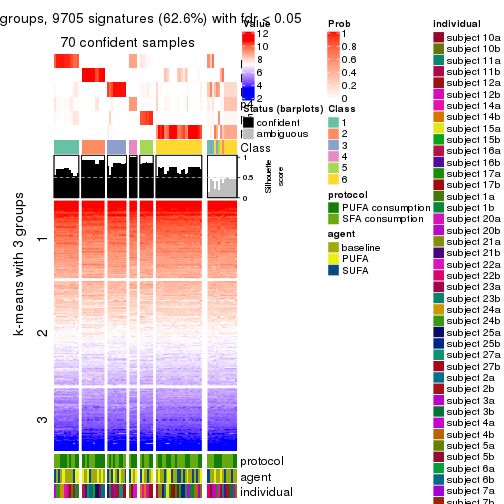 groups, 9705 signatures (62.6%) with fdr < 0.05
70 confident samples
Value
12
10
8
6
4
2
Status (barplots)
confident
ambiguous
Prob
1
0.8
0.6
0.4
0.2
0
Class
1
2
3
4
5
6
protocol
PUFA consumption
SFA consumption
agent
baseline
PUFA
SUFA
individual
subject 10a
subject 10b
subject 11a
subject 11b
subject 12a
subject 12b
subject 14a
subject 14b
subject 15a
subject 15b
subject 16a
subject 16b
subject 17a
subject 17b
subject 1a
subject 1b
subject 20a
subject 20b
subject 21a
subject 21b
subject 22a
subject 22b
subject 23a
subject 23b
subject 24a
subject 24b
subject 25a
subject 25b
subject 27a
subject 27b
subject 2a
subject 2b
subject 3a
subject 3b
subject 4a
subject 4b
subject 5a
subject 5b
subject 6a
subject 6b
subject 7a
subject 7b
Class
1
0.5
0
Silhouette
score
k-means with 3 groups
1
2
3
protocol
agent
individual